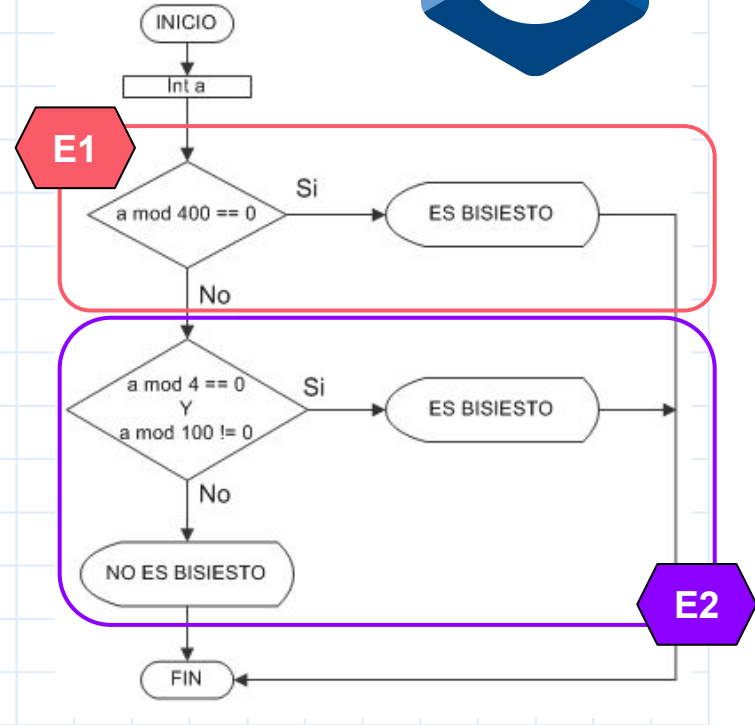 INICIO
Int a
E1
a mod 400 == 0
Si
ES BISIESTO
No
a mod 4 == 0
Y
a mod 100 != 0
Si
ES BISIESTO
No
NO ES BISIESTO
E2
FIN